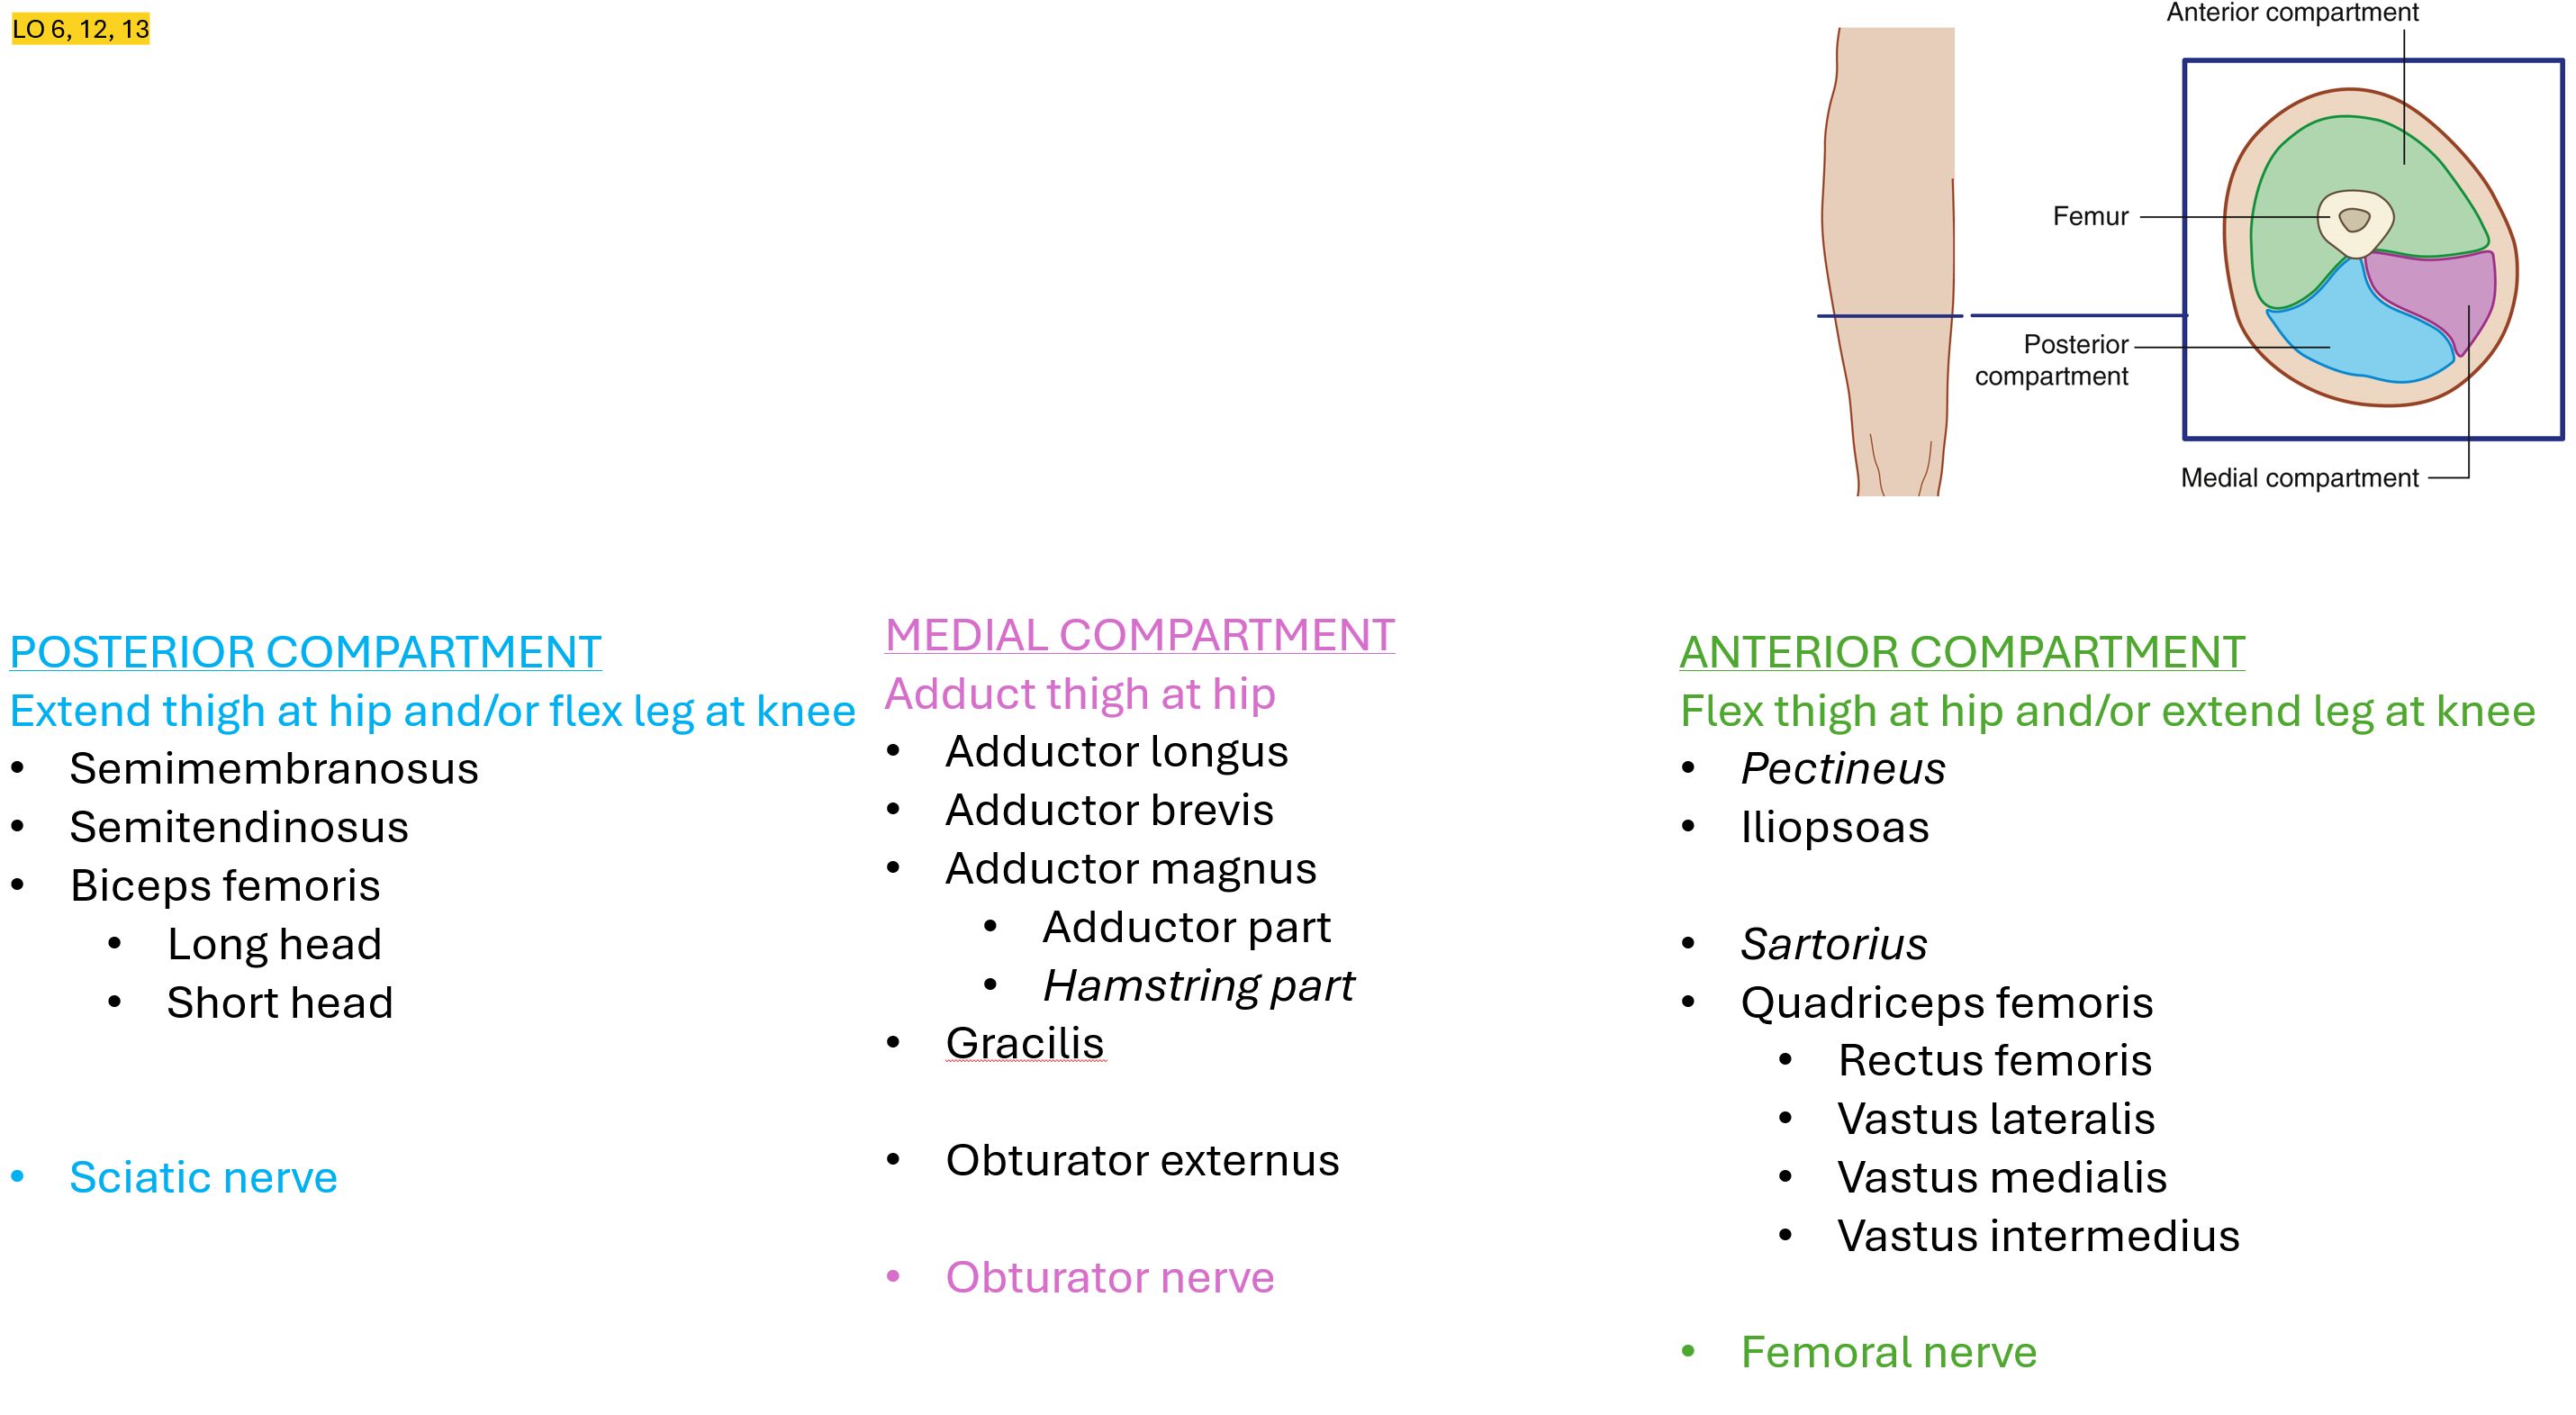 LO 6, 12, 13
Anterior compartment
Femur
Posterior
compartment
Medial compartment
POSTERIOR COMPARTMENT
Extend thigh at hip and/or flex leg at knee
• Semimembranosus
• Semitendinosus
• Biceps femoris
• Long head
• Short head
• Sciatic nerve
MEDIAL COMPARTMENT
Adduct thigh at hip
• Adductor longus
• Adductor brevis
• Adductor magnus
• Adductor part
• Hamstring part
• Gracilis
• Obturator externus
• Obturator nerve
ANTERIOR COMPARTMENT
Flex thigh at hip and/or extend leg at knee
• Pectineus
• Iliopsoas
• Sartorius
• Quadriceps femoris
• Rectus femoris
• Vastus lateralis
• Vastus medialis
• Vastus intermedius
• Femoral nerve